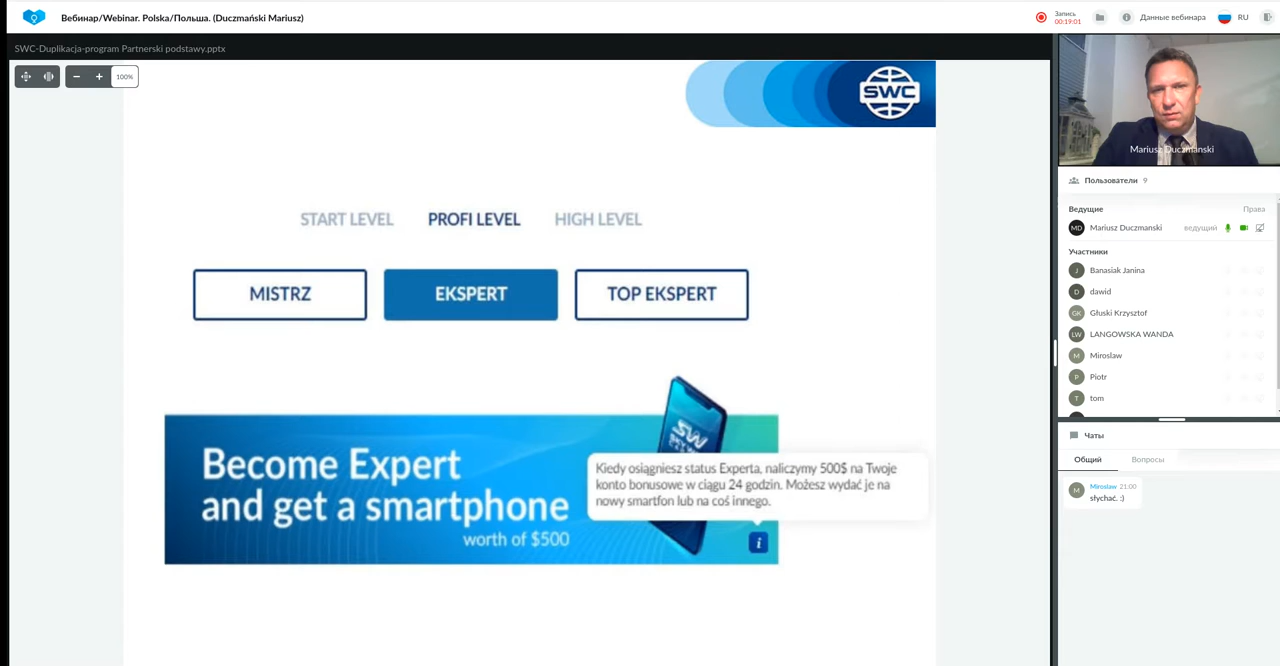 Вебинар/Webinar. Polska/Польша. (Duczmański Mariusz)
Запись
00:19:01
Данные вебинара
RU
SWC-Duplikacja-program Partnerski podstawy.pptx
100%
SWC
START LEVEL PROFI LEVEL HIGH LEVEL
MISTRZ EKSPERT TOP EKSPERT
Become Expert
and get a smartphone
worth of $500
SW
Kiedy osiągniesz status Experta, naliczymy 500$ na Twoje
konto bonusowe w ciągu 24 godzin. Możesz wydać je na
nowy smartfon lub na coś innego.
i
Mariusz Duczmanski
Пользователи 9
Ведущие Права
MD Mariusz Duczmanski ведущий
Участники
J Banasiak Janina
D dawid
GK Głuski Krzysztof
LW LANGOWSKA WANDA
M Miroslaw
P Piotr
T tom
Чаты
Общий Вопросы
M Miroslaw 21:00
słychać. :)